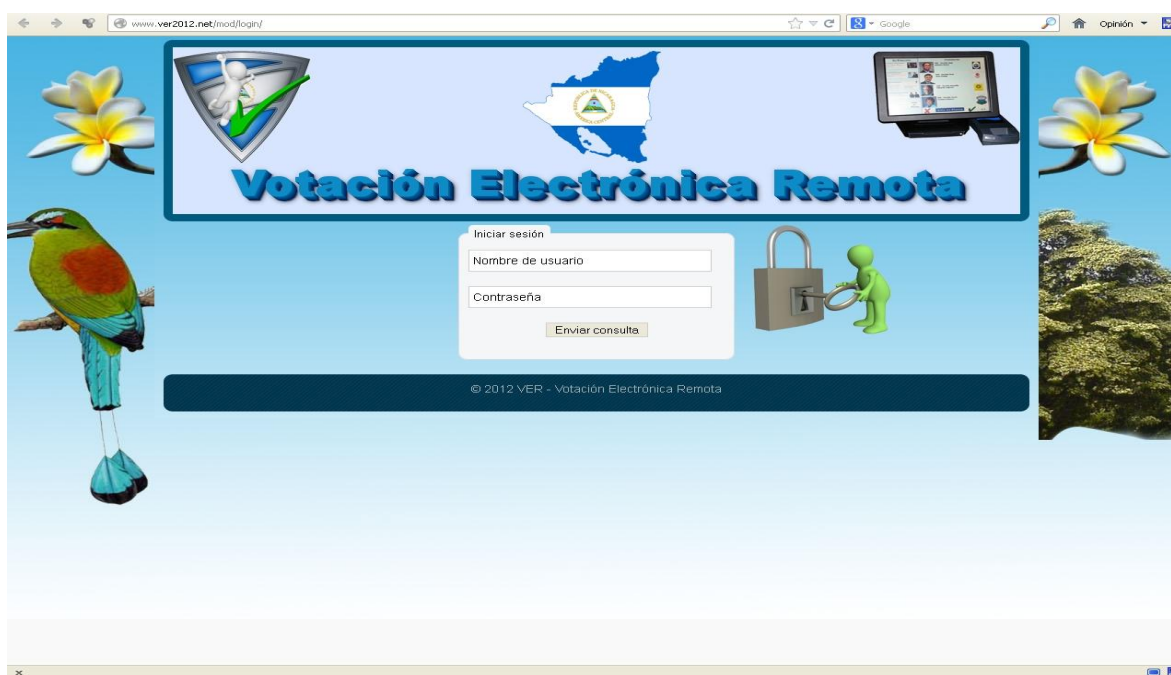 www.ver2012.net/mod/login/
Google
Opinión
Votación Electrónica Remota
Iniciar sesión
Nombre de usuario
Contraseña
Enviar consulta
© 2012 VER - Votación Electrónica Remota